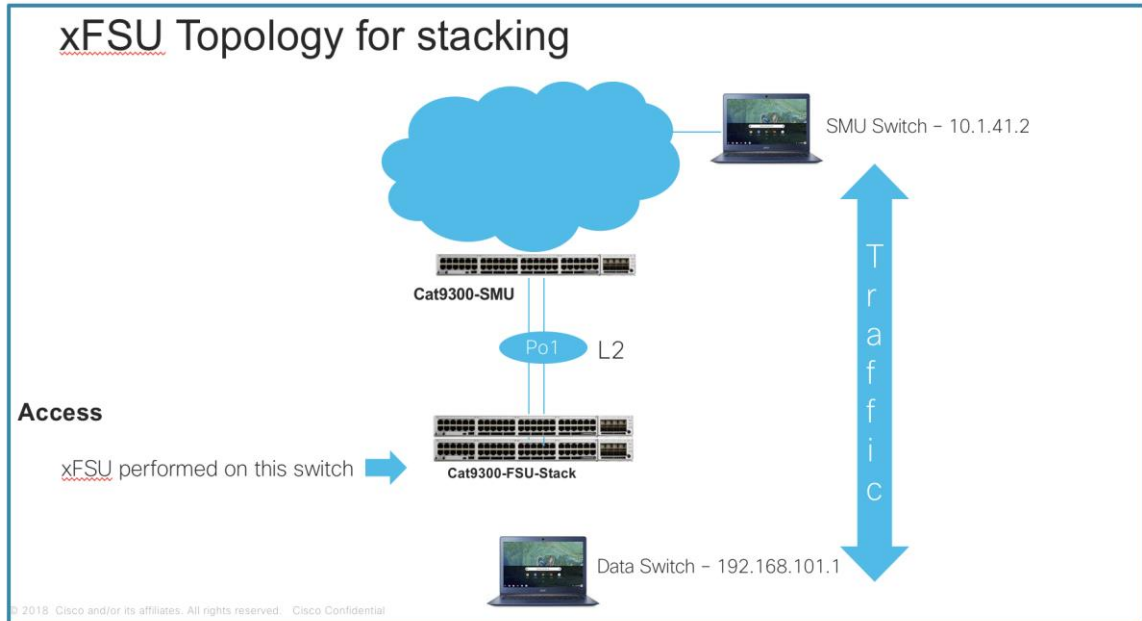 xFSU Topology for stacking
SMU Switch – 10.1.41.2
Cat9300-SMU
Po1
L2
Traffic
Access
xFSU performed on this switch
Cat9300-FSU-Stack
Data Switch – 192.168.101.1
© 2018 Cisco and/or its affiliates. All rights reserved. Cisco Confidential